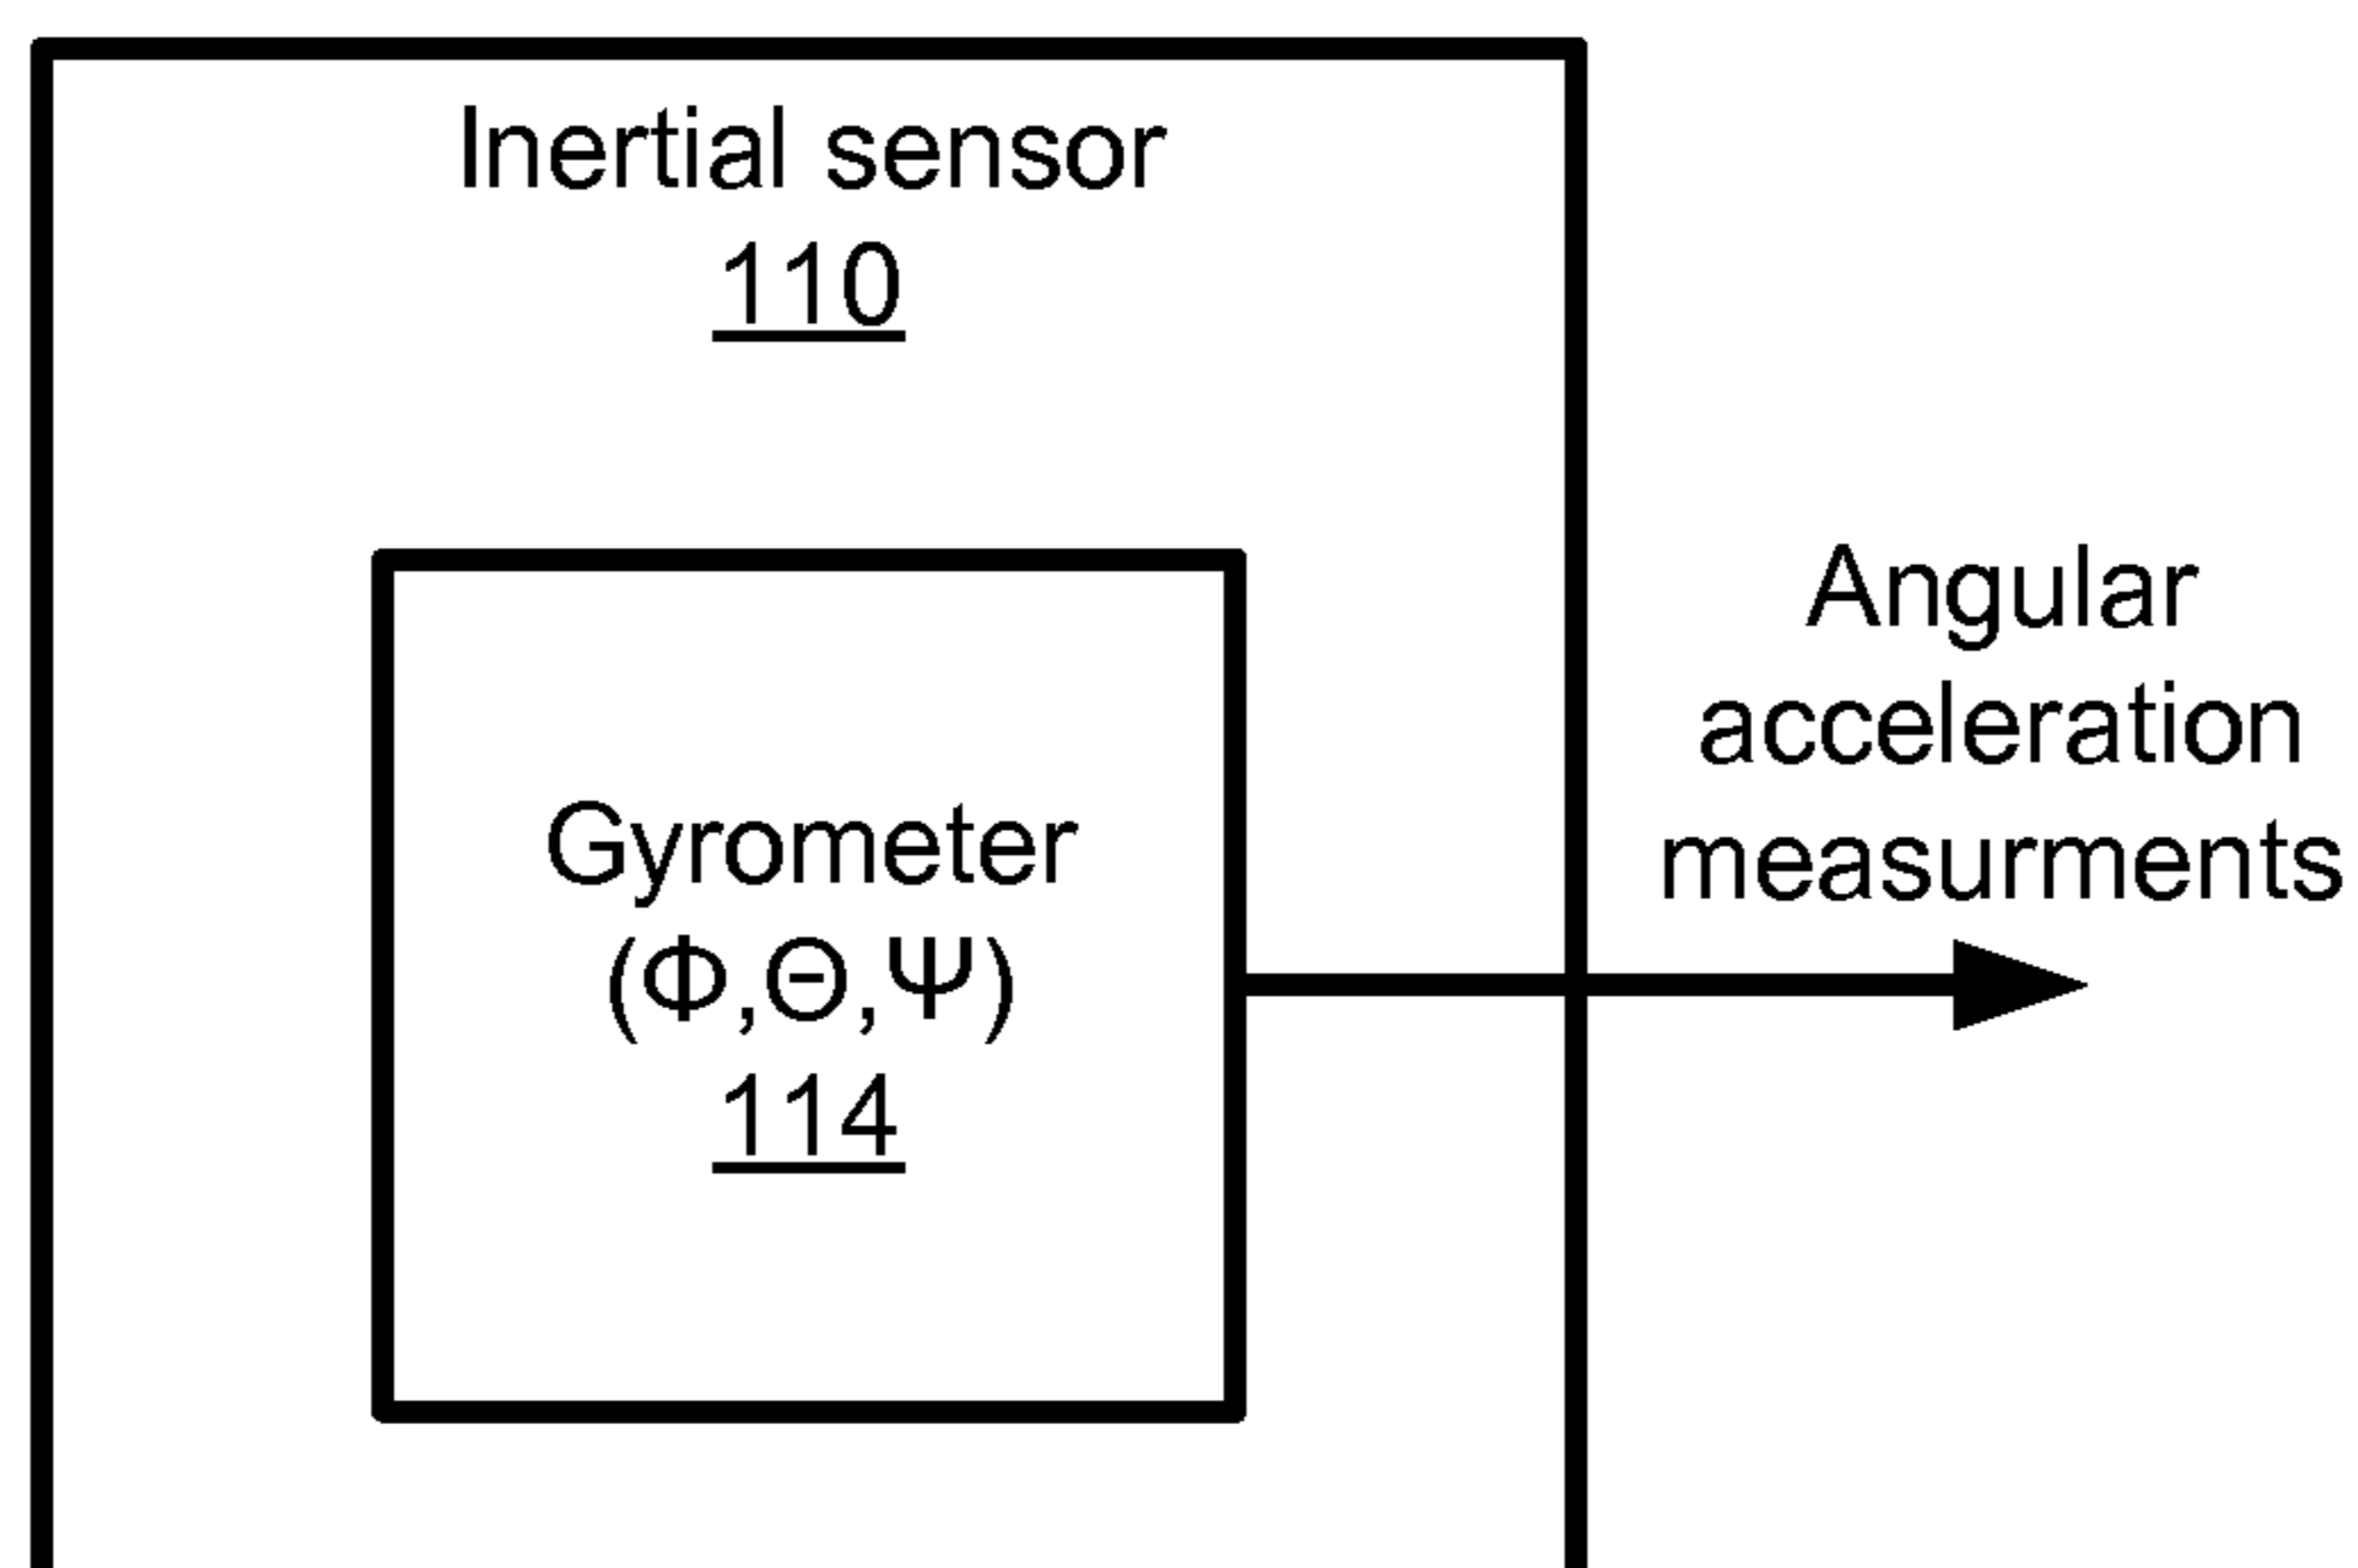 Inertial sensor
110
Gyrometer
(Φ,Θ,Ψ)
114
Angular
acceleration
measurments